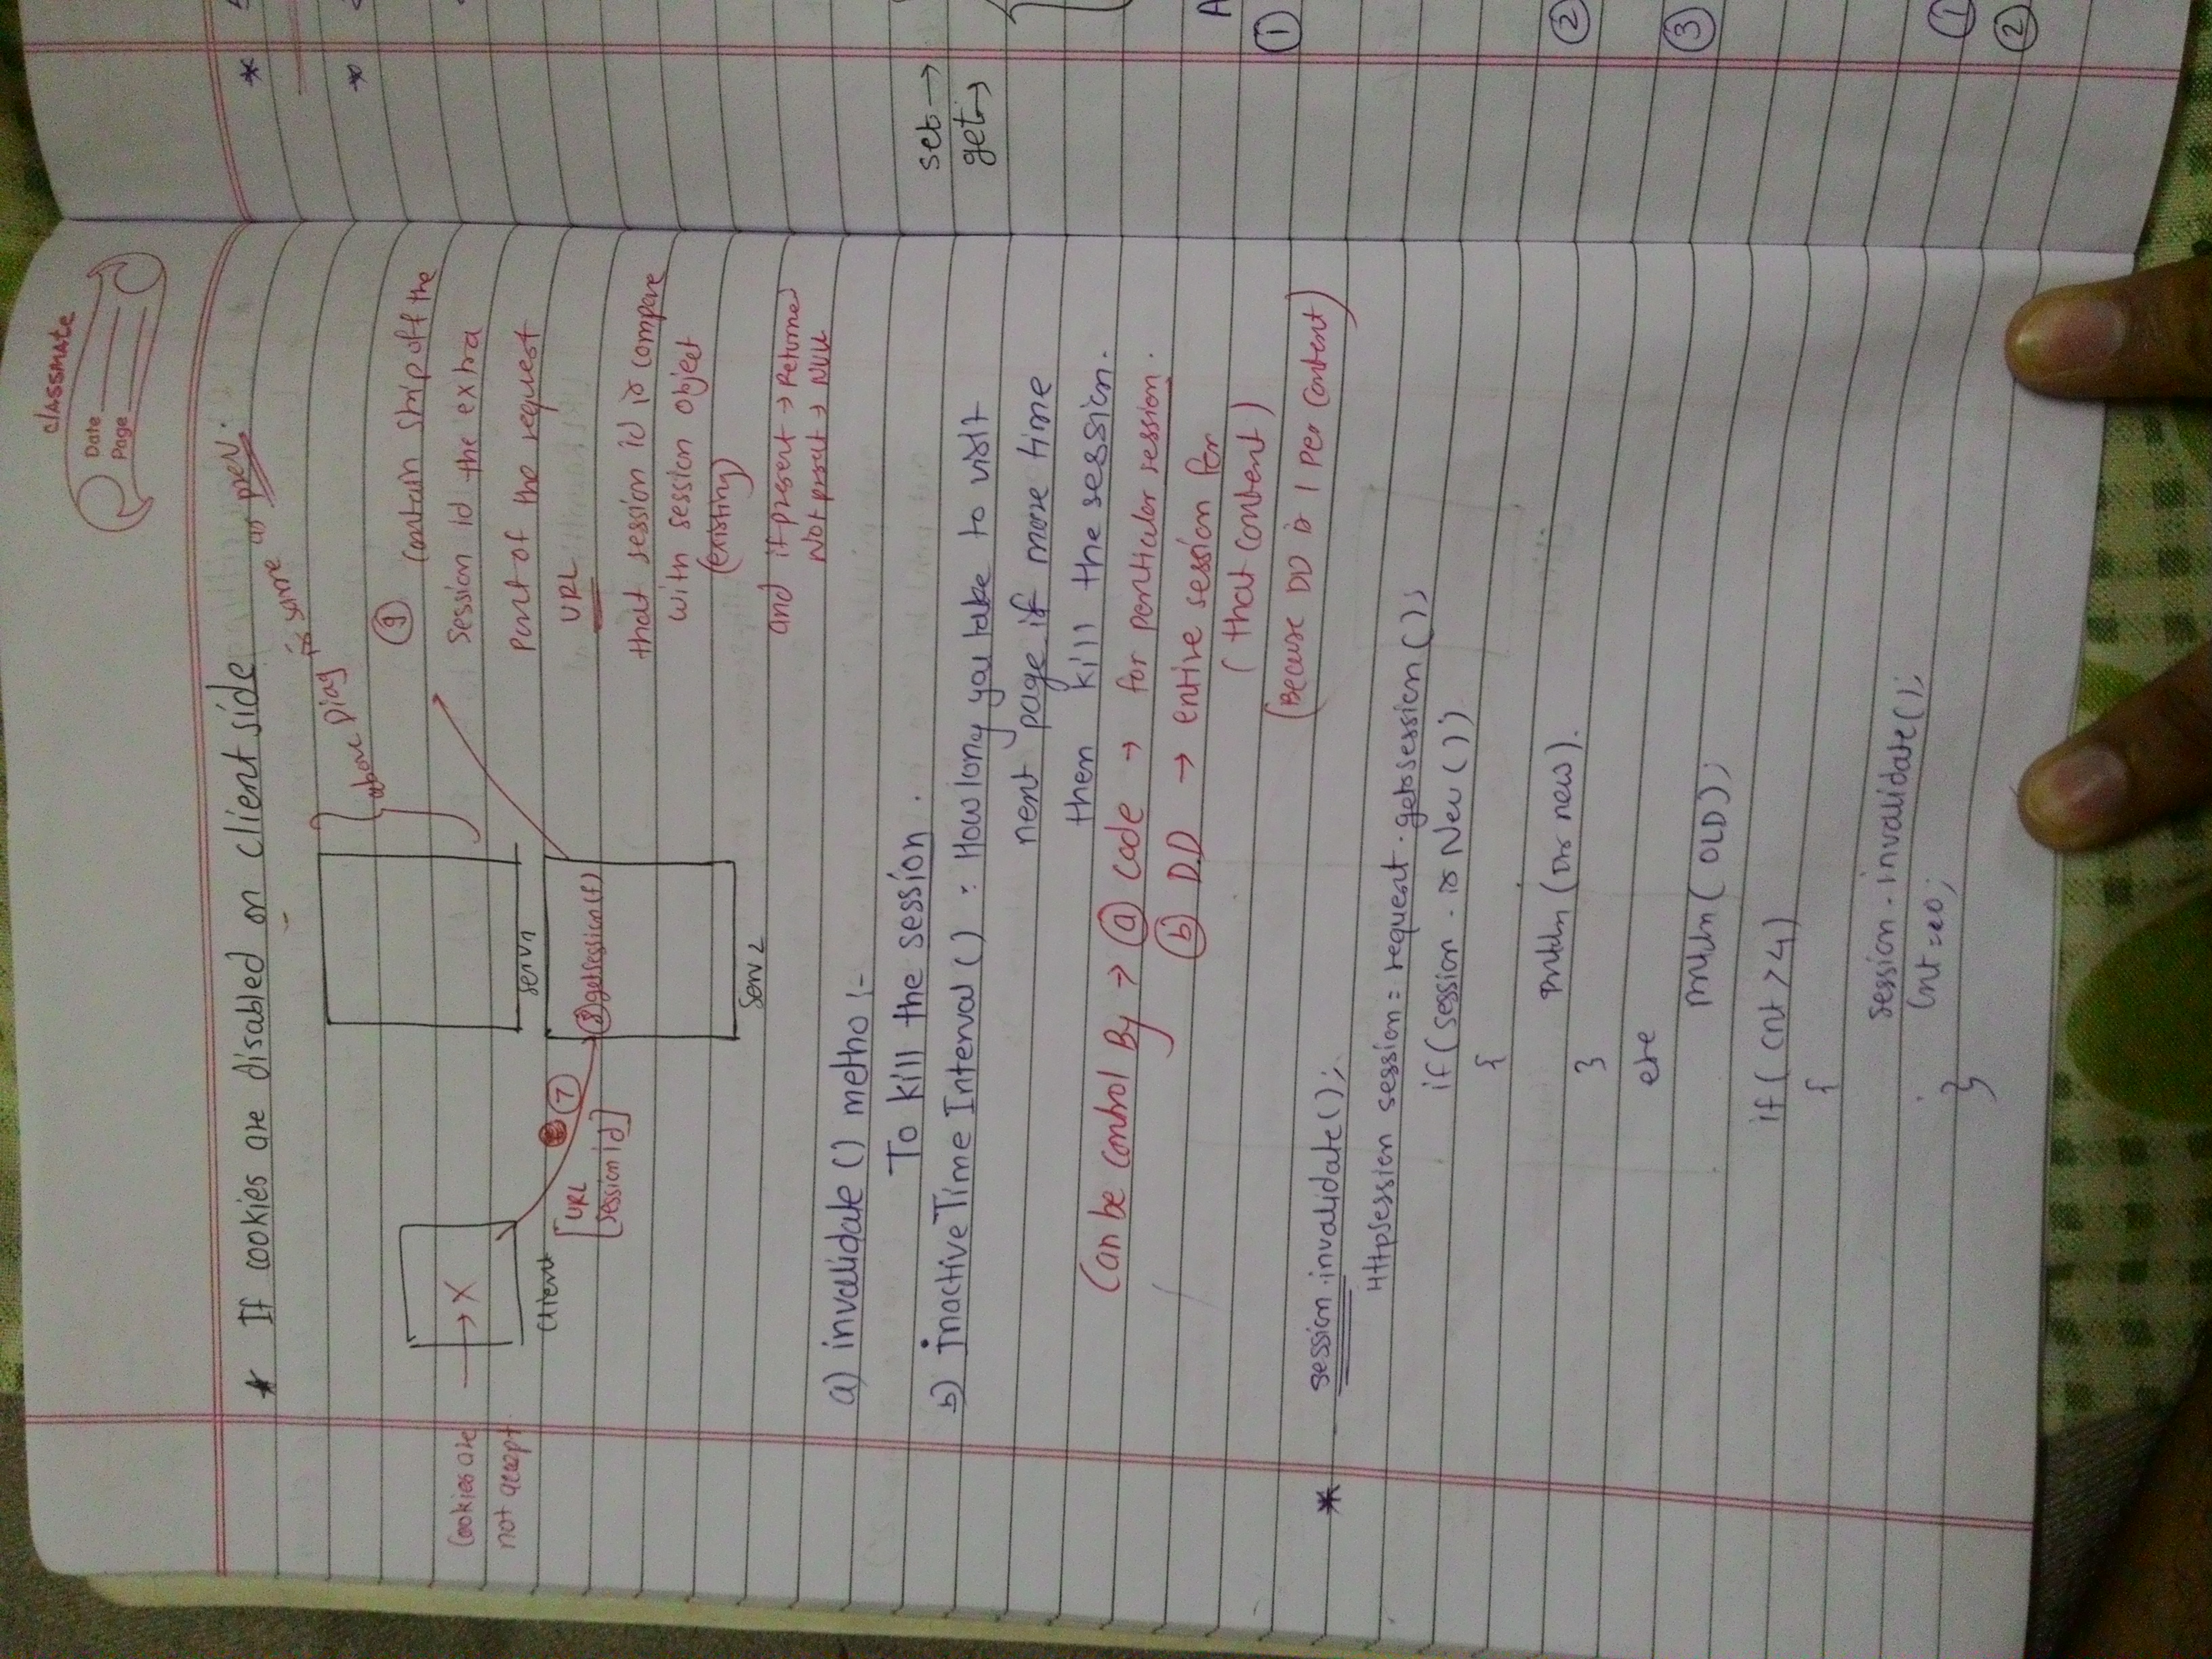 classmate
Date
Page
* If cookies are disabled on client side
above Diag is same as prev.
Cookies are
not accept
X
client
serv1
7
URL
session id
8 getsession(f)
serv 2
9 contain strip off the
session id the extra
part of the request
URL
that session id is compare
with session object
(existing)
and if present → Returned
Not prsct → NULL
a) invalidate () metho :-
To kill the session .
b) inactive Time Interval ( ) : How long you take to visit
next page if more time
then kill the session.
Can be control By → a code → for particular session .
b D.D → entire session for
( that content )
(Because DD is 1 per content)
* session.invalidate();
HttpSession session = request . getsession ( );
if ( session . is New ( ) )
{
println (is new).
}
else
println ( OLD ) ;
if ( cnt > 4 )
{
session . invalidate();
Cnt = 0;
}
*
*
set →
get →
A
1
2
3
1
2